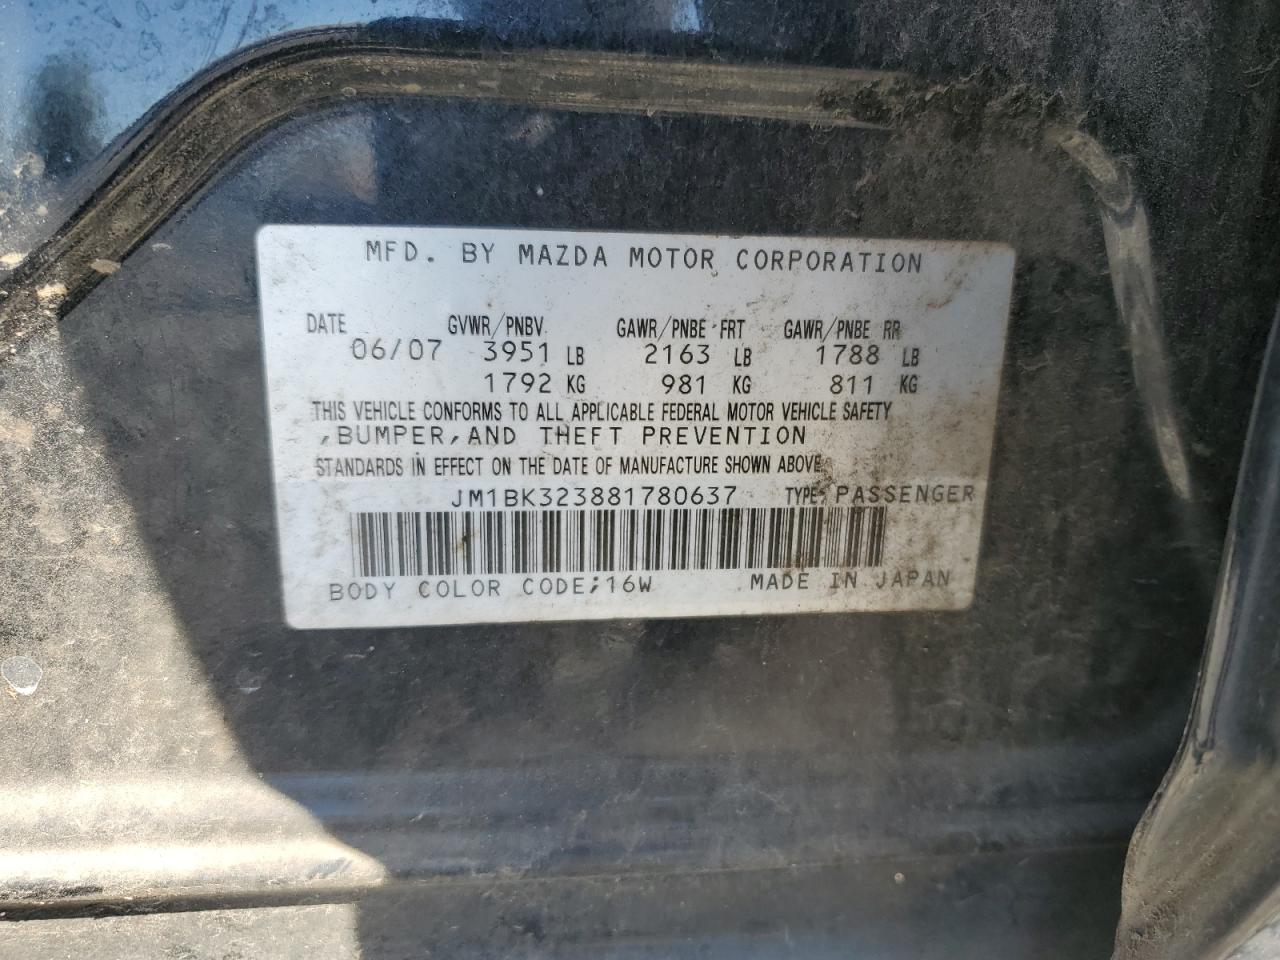 MFD. BY MAZDA MOTOR CORPORATION
DATE GVWR/PNBV GAWR/PNBE FRT GAWR/PNBE RR
06/07 3951 LB 2163 LB 1788 LB
1792 KG 981 KG 811 KG
THIS VEHICLE CONFORMS TO ALL APPLICABLE FEDERAL MOTOR VEHICLE SAFETY
,BUMPER,AND THEFT PREVENTION
STANDARDS IN EFFECT ON THE DATE OF MANUFACTURE SHOWN ABOVE.
JM1BK323881780637 TYPE: PASSENGER
BODY COLOR CODE;16W MADE IN JAPAN